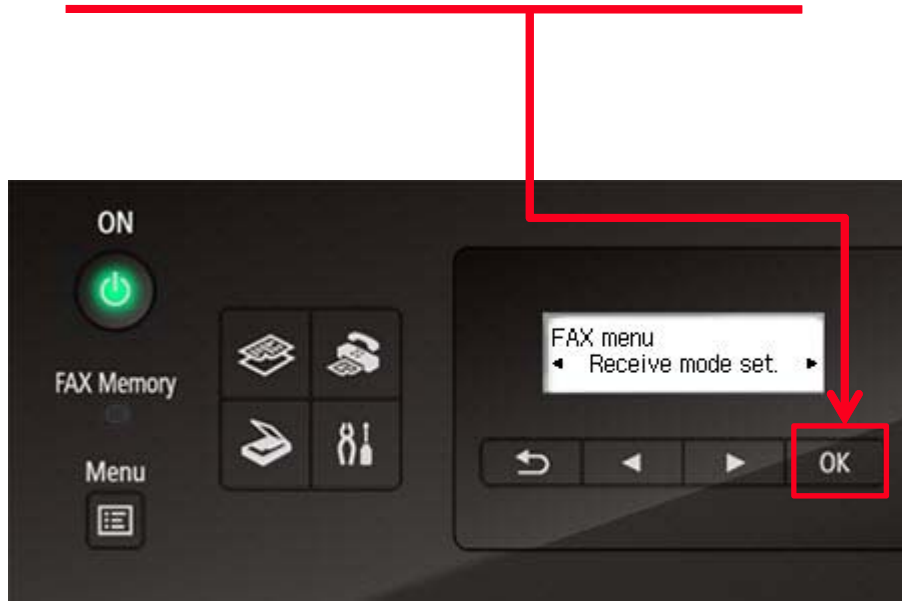 ON
FAX menu
◄ Receive mode set. ►
FAX Memory
Menu
OK